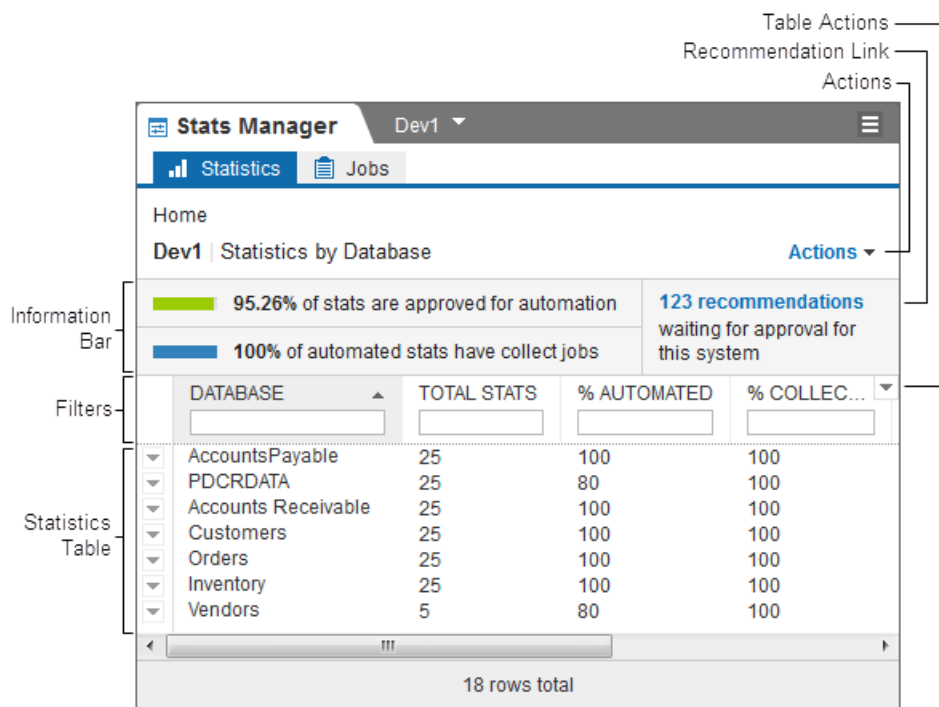 Table Actions
Recommendation Link
Actions
Stats Manager Dev1
Statistics Jobs
Home
Dev1 | Statistics by Database Actions
Information Bar
95.26% of stats are approved for automation
100% of automated stats have collect jobs
123 recommendations
waiting for approval for
this system
Filters
DATABASE TOTAL STATS % AUTOMATED % COLLEC...
Statistics Table
AccountsPayable 25 100 100
PDCRDATA 25 80 100
Accounts Receivable 25 100 100
Customers 25 100 100
Orders 25 100 100
Inventory 25 100 100
Vendors 5 80 100
18 rows total